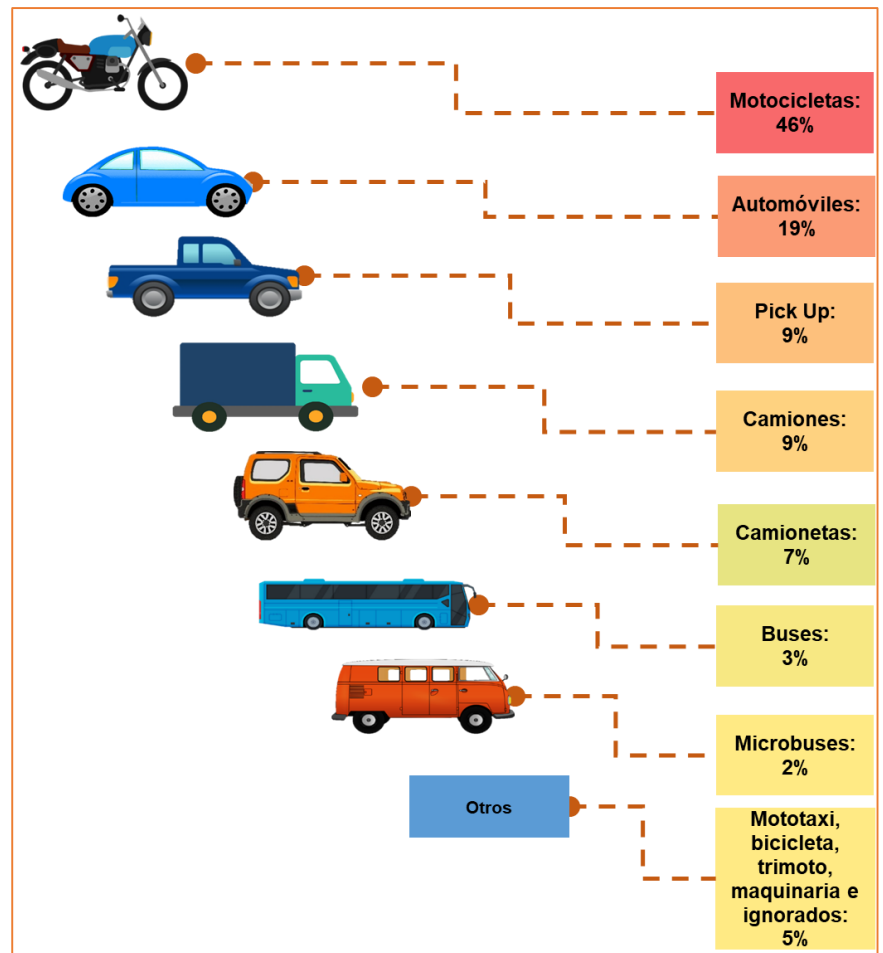 Motocicletas:
46%
Automóviles:
19%
Pick Up:
9%
Camiones:
9%
Camionetas:
7%
Buses:
3%
Microbuses:
2%
Otros
Mototaxi,
bicicleta,
trimoto,
maquinaria e
ignorados:
5%